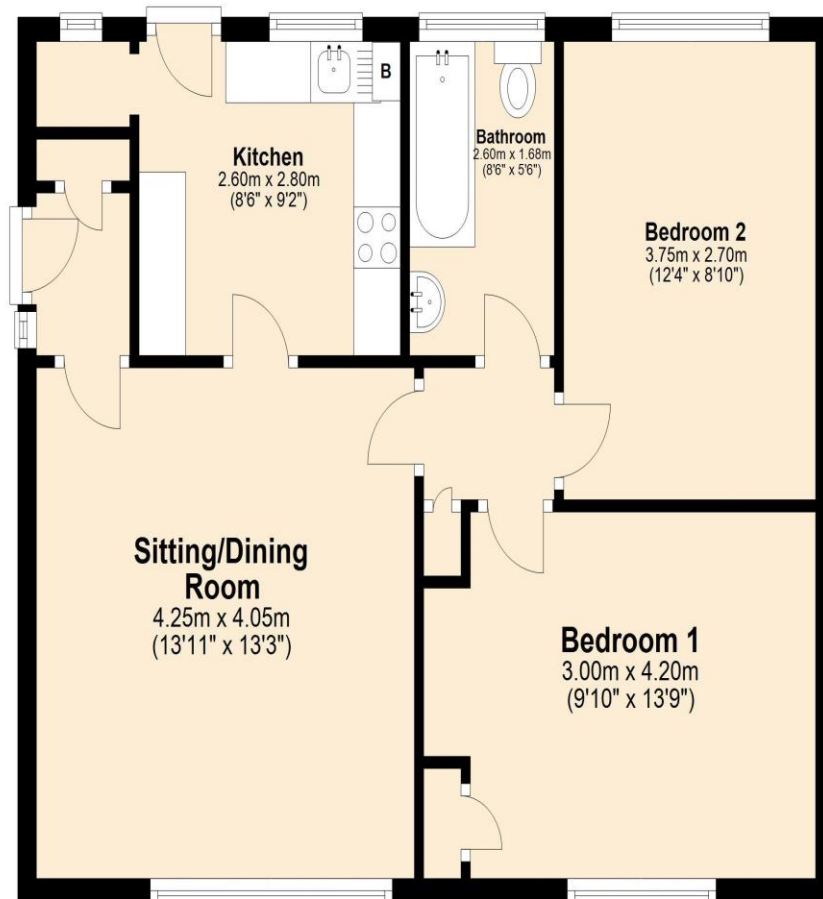 B
Kitchen
2.60m x 2.80m
(8'6" x 9'2")
Bathroom
2.60m x 1.68m
(8'6" x 5'6")
Bedroom 2
3.75m x 2.70m
(12'4" x 8'10")
Sitting/Dining
Room
4.25m x 4.05m
(13'11" x 13'3")
Bedroom 1
3.00m x 4.20m
(9'10" x 13'9")